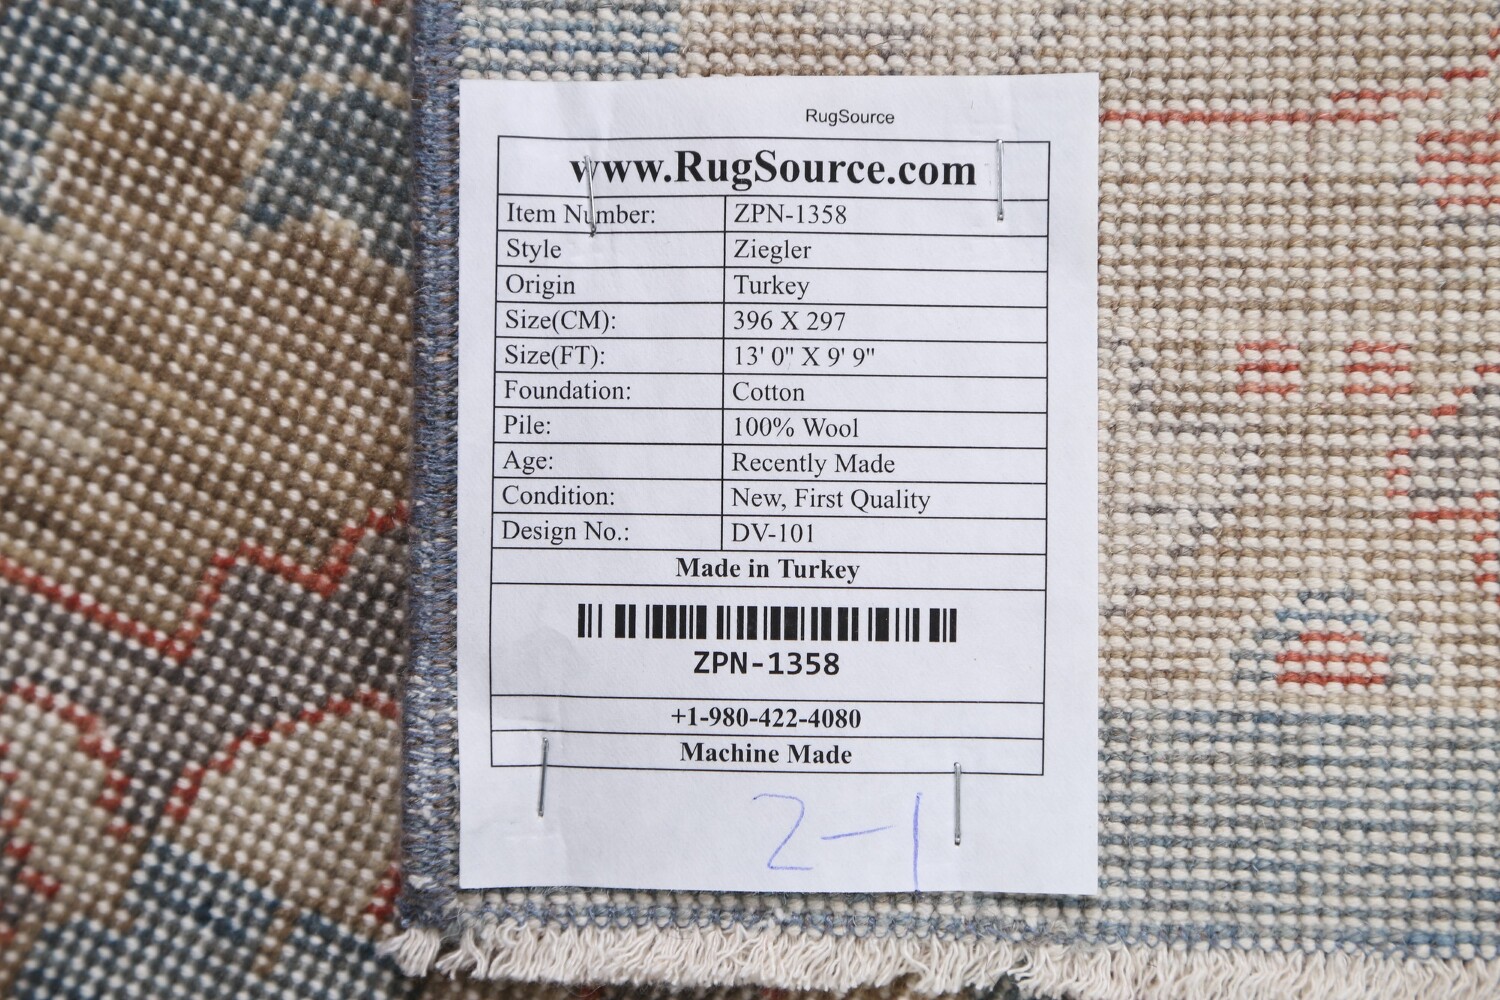 RugSource
www.RugSource.com
Item Number: ZPN-1358
Style Ziegler
Origin Turkey
Size(CM): 396 X 297
Size(FT): 13' 0" X 9' 9"
Foundation: Cotton
Pile: 100% Wool
Age: Recently Made
Condition: New, First Quality
Design No.: DV-101
Made in Turkey
ZPN-1358
+1-980-422-4080
Machine Made
2-1